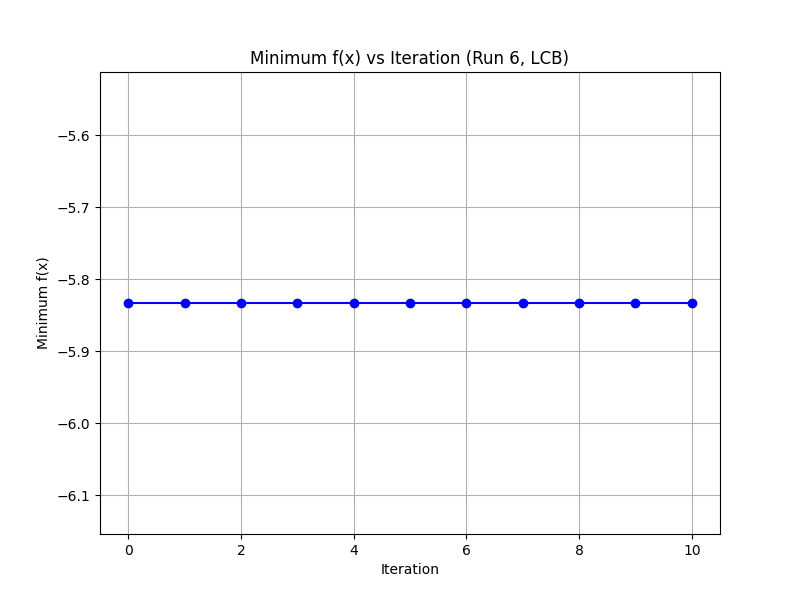 Minimum f(x) vs Iteration (Run 6, LCB)
Minimum f(x)
−5.6
−5.7
−5.8
−5.9
−6.0
−6.1
0 2 4 6 8 10
Iteration